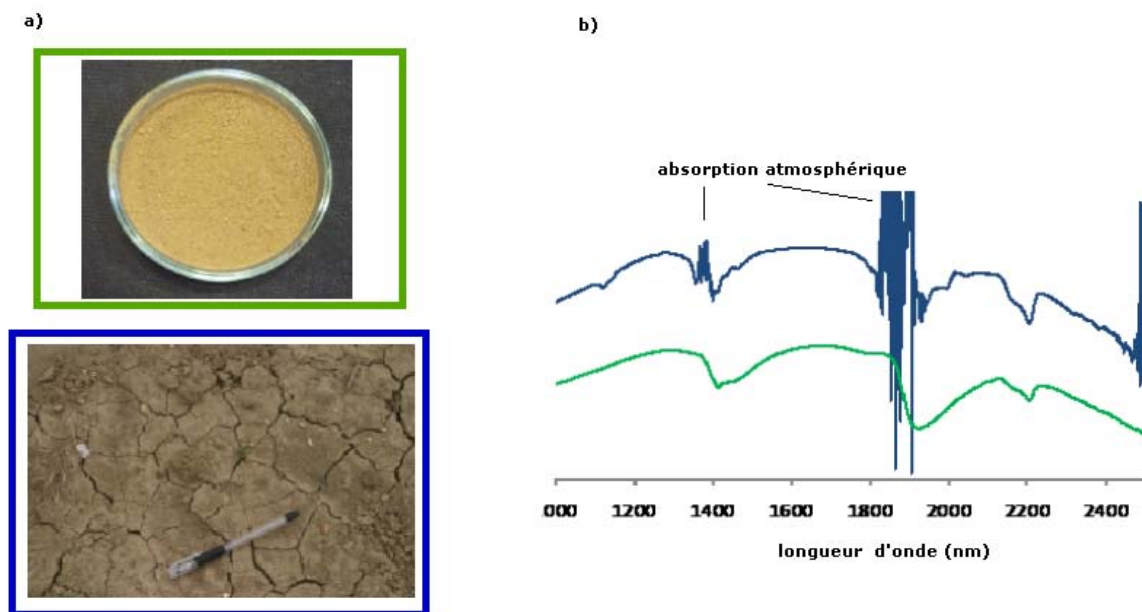 a)
b)
absorption atmosphérique
000 1200 1400 1600 1800 2000 2200 2400
longueur d'onde (nm)